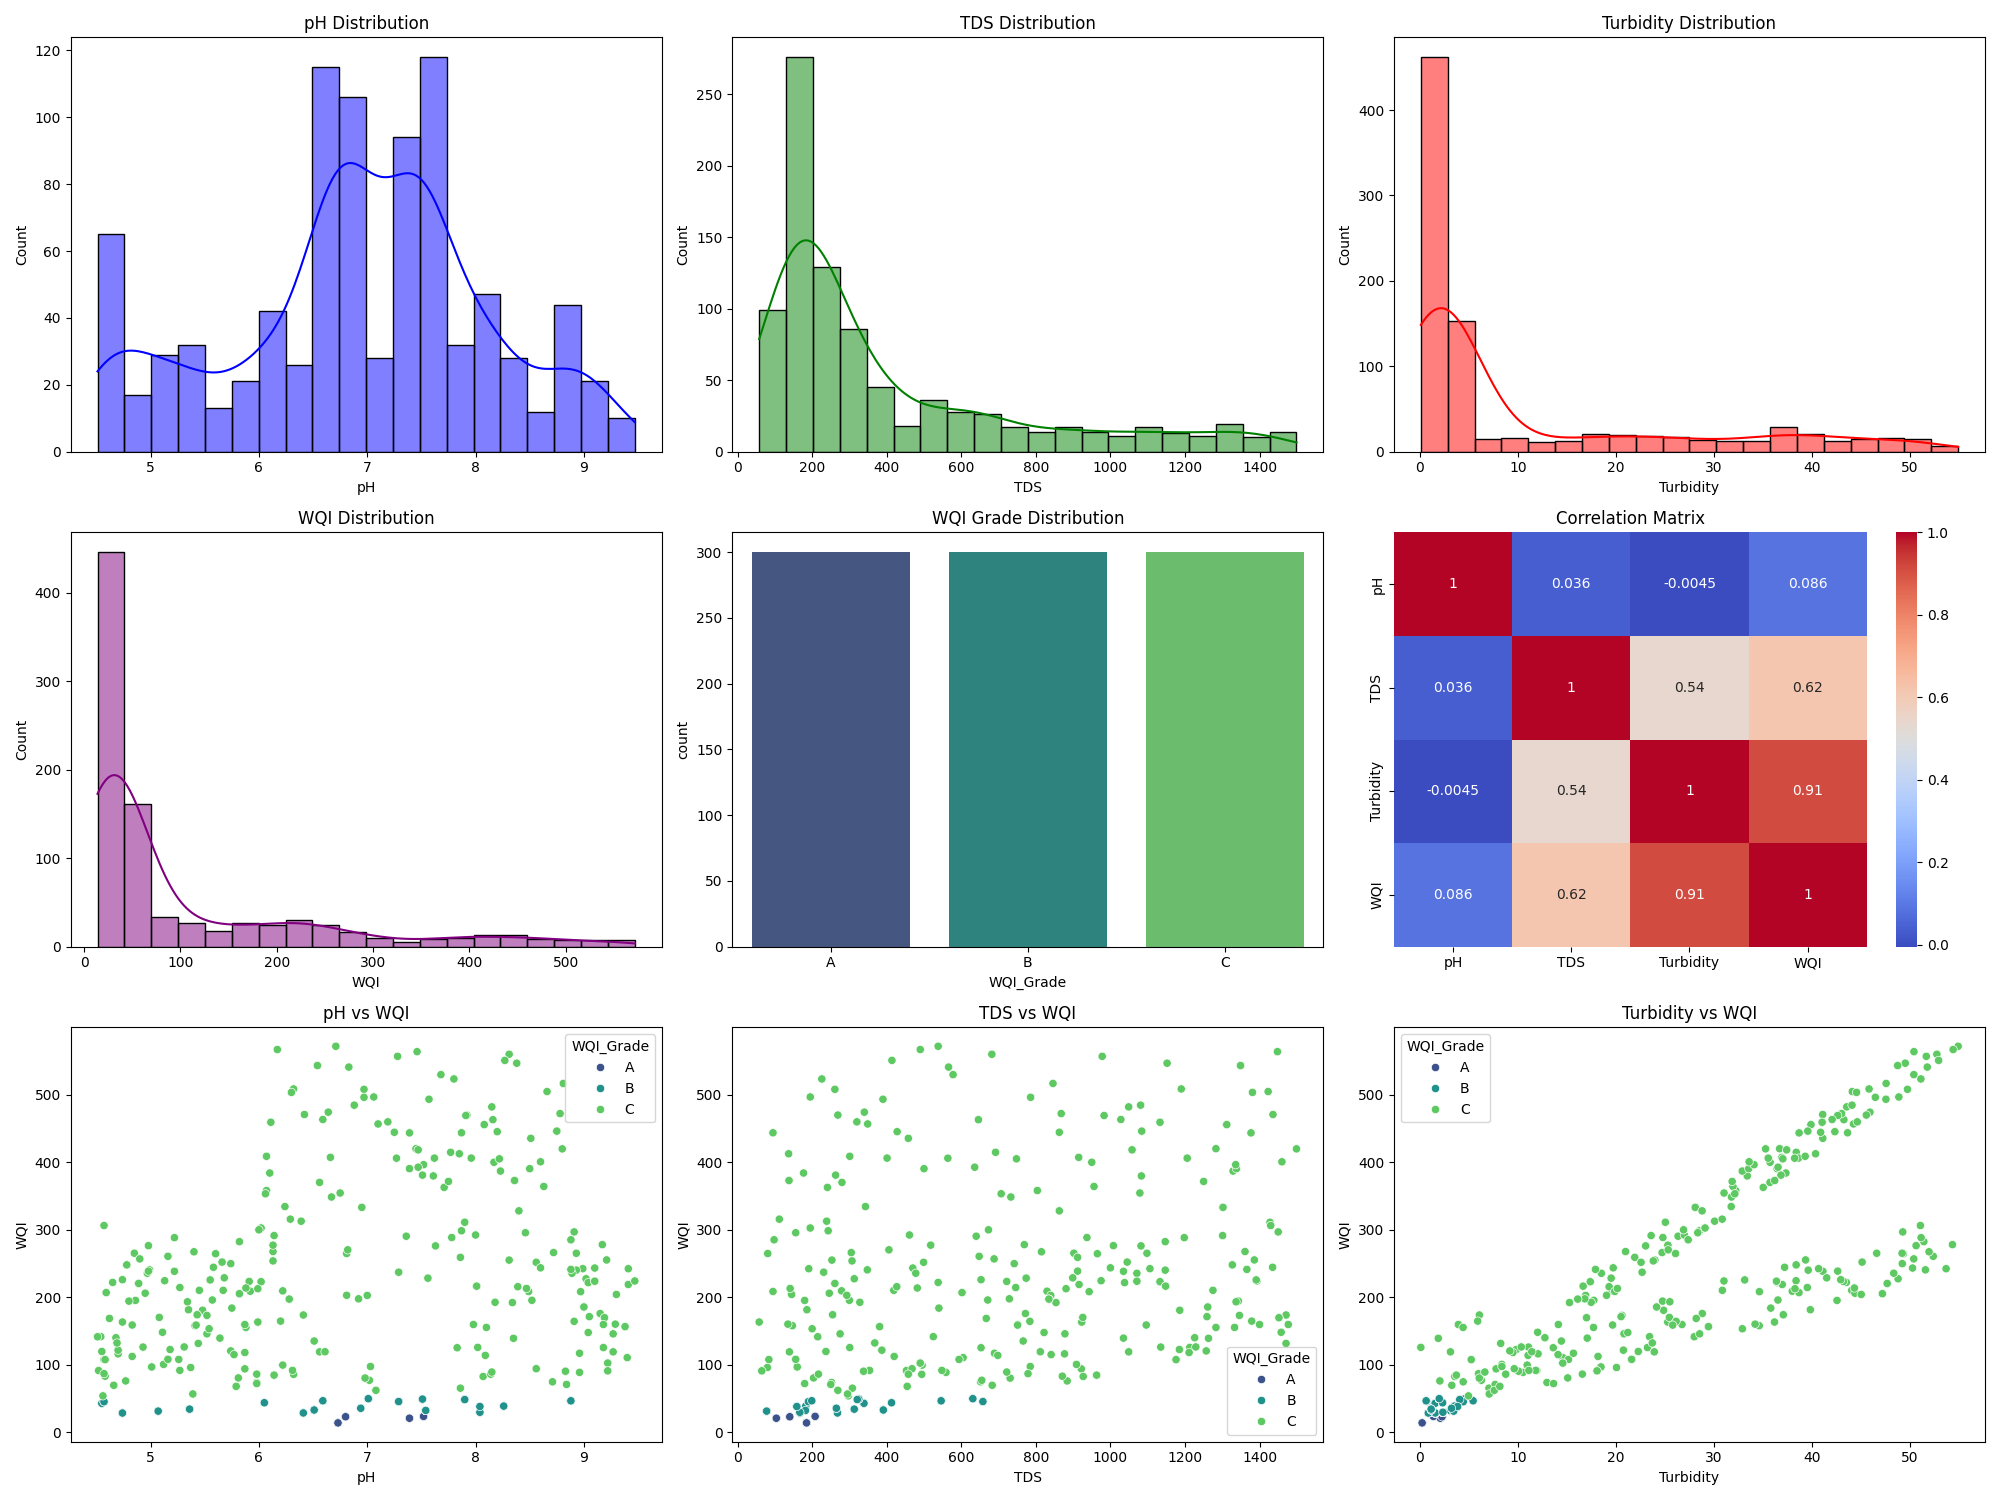 pH Distribution
120
100
80
60
40
20
0
Count
5 6 7 8 9
pH
TDS Distribution
250
200
150
100
50
0
Count
0 200 400 600 800 1000 1200 1400
TDS
Turbidity Distribution
400
300
200
100
0
Count
0 10 20 30 40 50
Turbidity
WQI Distribution
400
300
200
100
0
Count
0 100 200 300 400 500
WQI
WQI Grade Distribution
300
250
200
150
100
50
0
count
A B C
WQI_Grade
Correlation Matrix
pH 1 0.036 -0.0045 0.086
TDS 0.036 1 0.54 0.62
Turbidity -0.0045 0.54 1 0.91
WQI 0.086 0.62 0.91 1
pH TDS Turbidity WQI
1.0
0.8
0.6
0.4
0.2
0.0
pH vs WQI
WQI_Grade
A
B
C
500
400
300
200
100
0
WQI
5 6 7 8 9
pH
TDS vs WQI
500
400
300
200
100
0
WQI
WQI_Grade
A
B
C
0 200 400 600 800 1000 1200 1400
TDS
Turbidity vs WQI
WQI_Grade
A
B
C
500
400
300
200
100
0
WQI
0 10 20 30 40 50
Turbidity